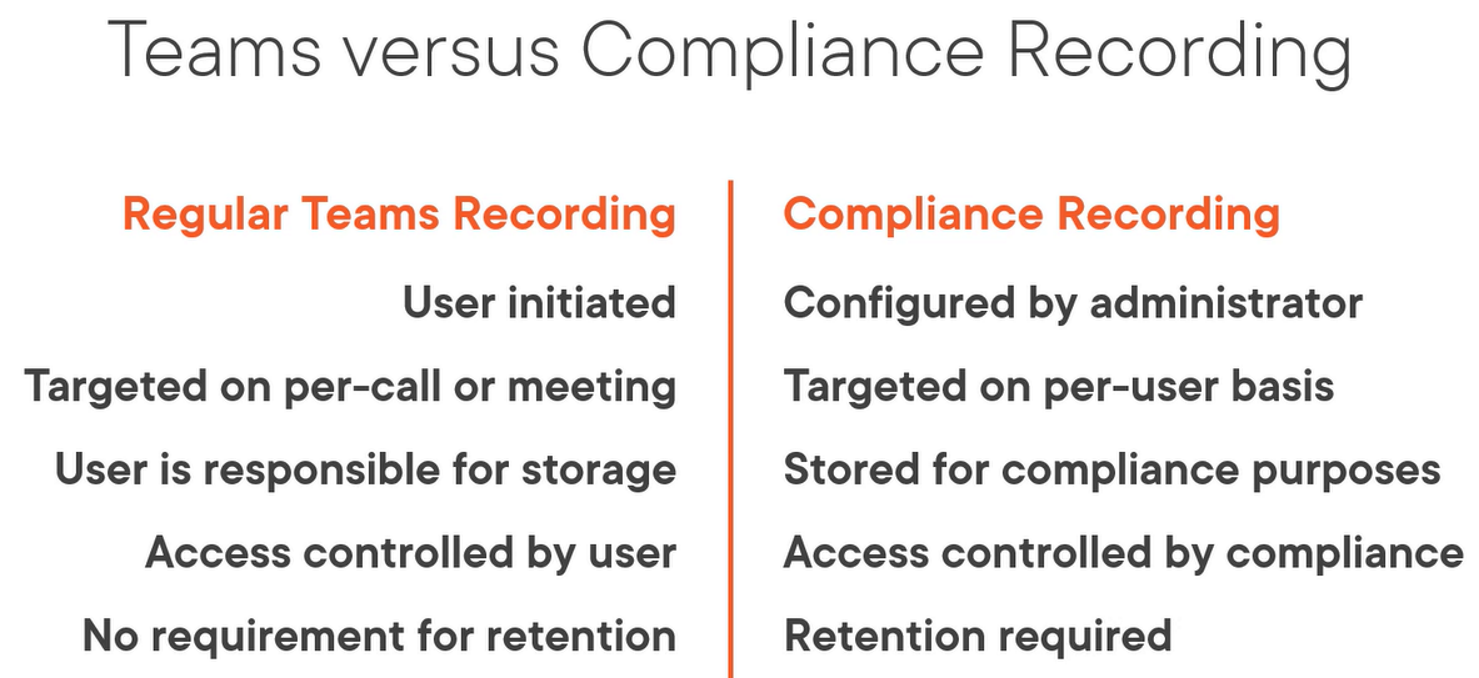 Teams versus Compliance Recording
Regular Teams Recording
User initiated
Targeted on per-call or meeting
User is responsible for storage
Access controlled by user
No requirement for retention
Compliance Recording
Configured by administrator
Targeted on per-user basis
Stored for compliance purposes
Access controlled by compliance
Retention required